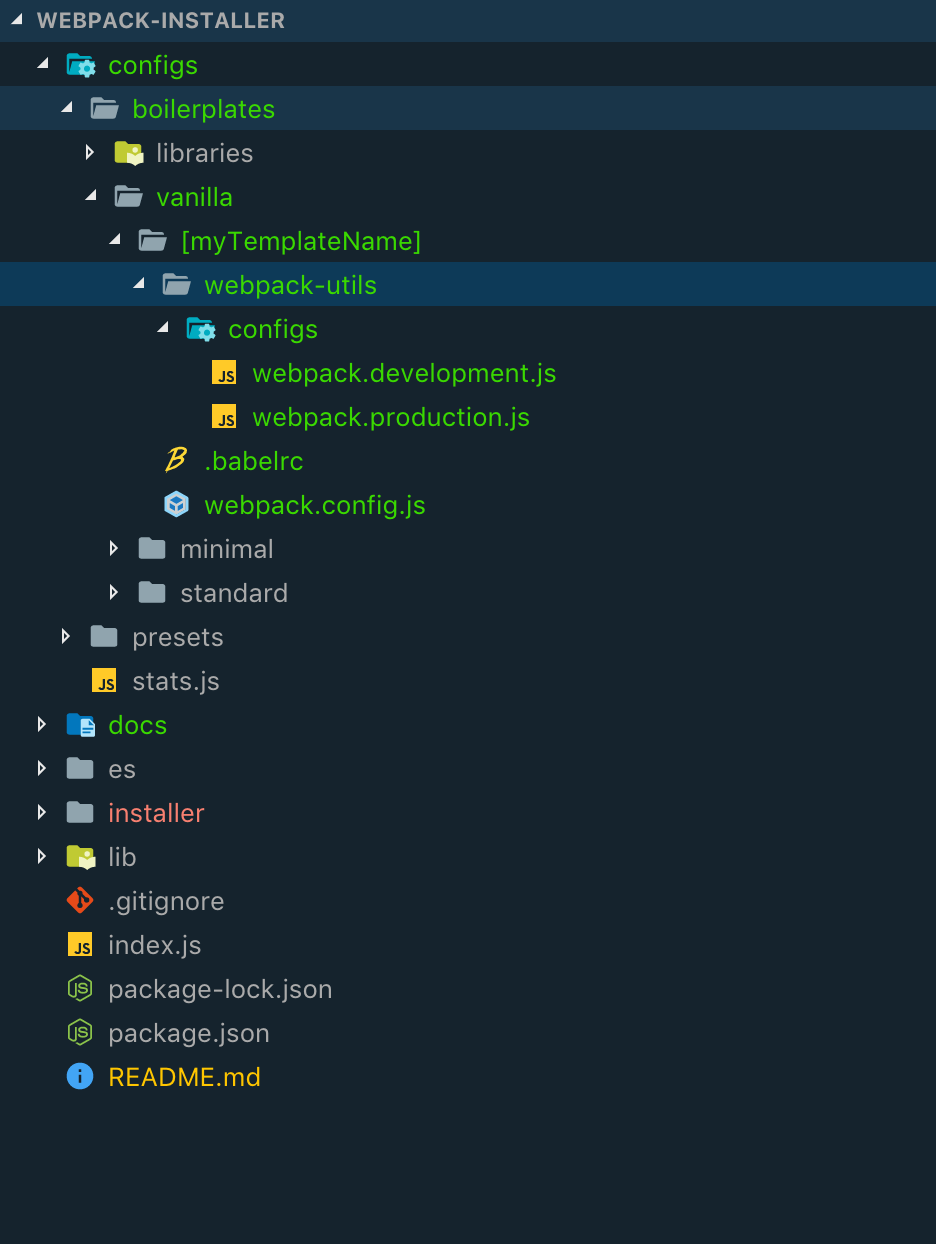 WEBPACK-INSTALLER
configs
boilerplates
libraries
vanilla
[myTemplateName]
webpack-utils
configs
JS webpack.development.js
JS webpack.production.js
B .babelrc
webpack.config.js
minimal
standard
presets
JS stats.js
docs
es
installer
lib
.gitignore
JS index.js
JS package-lock.json
JS package.json
i README.md